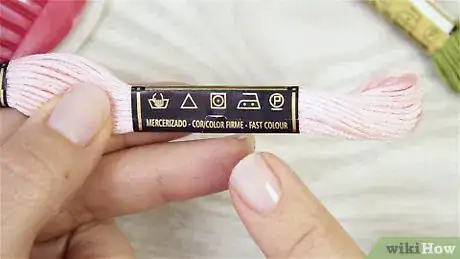 P
MERCERIZADO - COR/COLOR FIRME - FAST COLOUR
wikiHow